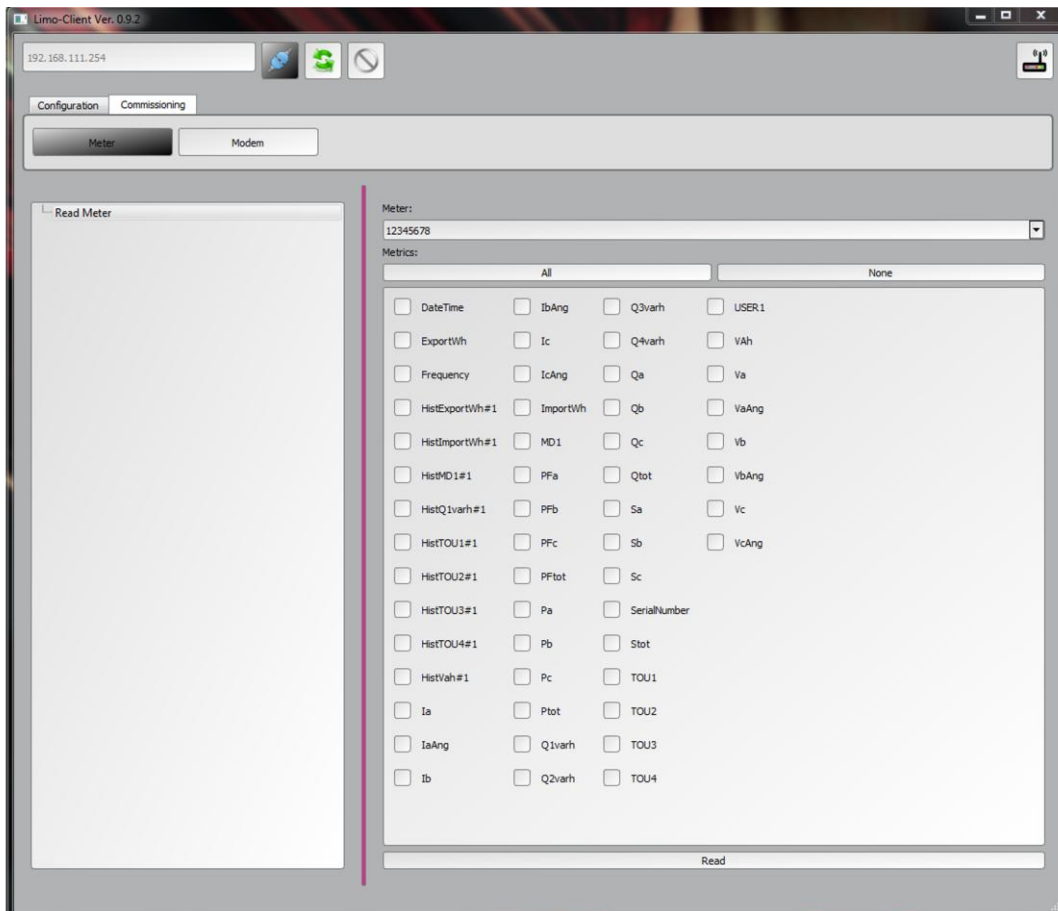 Limo-Client Ver. 0.9.2
192.168.111.254
Configuration Commissioning
Meter Modem
Read Meter
Meter:
12345678
Metrics:
All None
DateTime IbAng Q3varh USER1
ExportWh Ic Q4varh VAh
Frequency IcAng Qa Va
HistExportWh#1 ImportWh Qb VaAng
HistImportWh#1 MD1 Qc Vb
HistMD1#1 PFa Qtot VbAng
HistQ1varh#1 PFb Sa Vc
HistTOU1#1 PFc Sb VcAng
HistTOU2#1 PFtot Sc
HistTOU3#1 Pa SerialNumber
HistTOU4#1 Pb Stot
HistVah#1 Pc TOU1
Ia Ptot TOU2
IaAng Q1varh TOU3
Ib Q2varh TOU4
Read